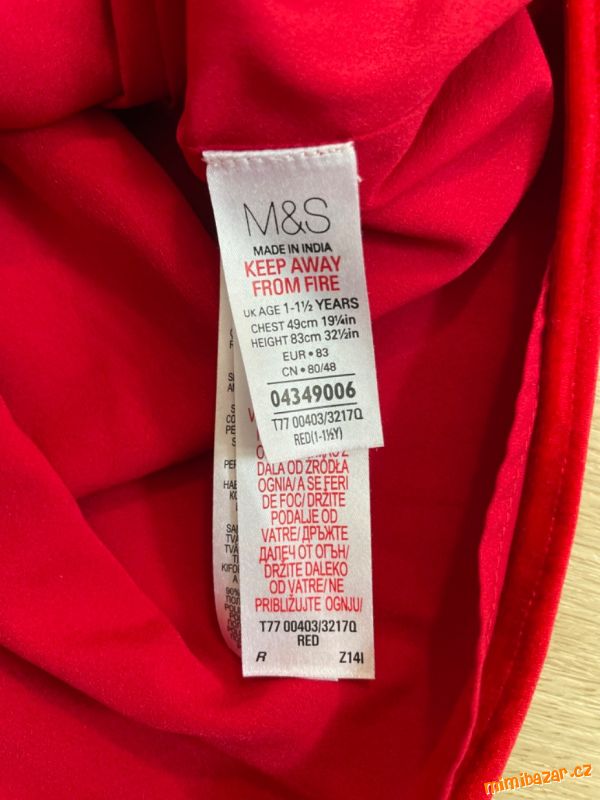 M&S
MADE IN INDIA
KEEP AWAY
FROM FIRE
UK AGE 1-1½ YEARS
CHEST 49cm 19¼in
HEIGHT 83cm 32½in
EUR • 83
CN • 80/48
04349006
T77 00403/3217Q
RED(1-1½Y)
DALA OD ŹRÓDŁA
OGNIA/ A SE FERI
DE FOC/ DRŽITE
PODALJE OD
VATRE/ ДРЪЖТЕ
ДАЛЕЧ ОТ ОГЪН/
DRŽITE DALEKO
OD VATRE/ NE
PRIBLIŽUJTE OGNJU/
T77 00403/3217Q
RED
R Z14I
mimibazar.cz